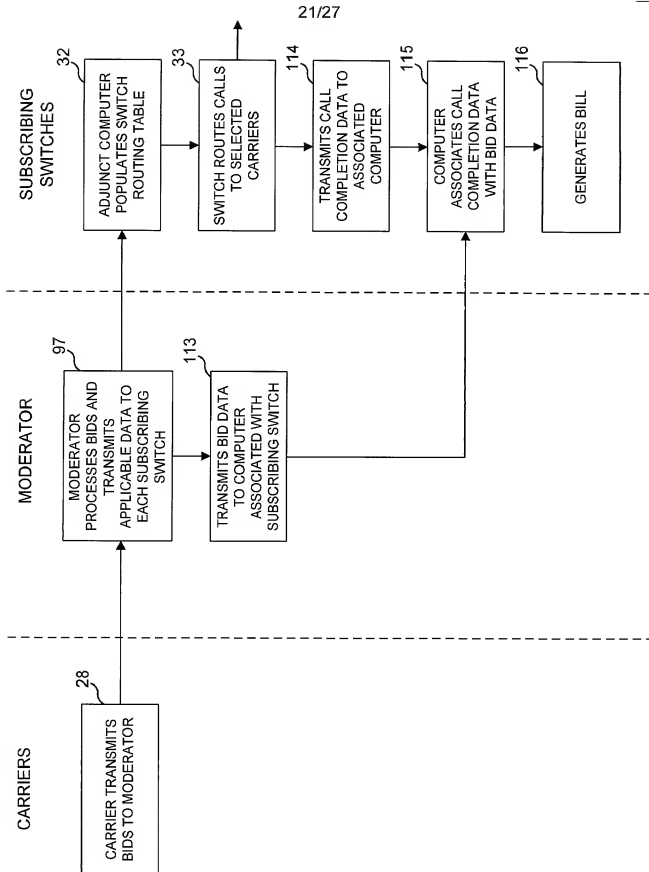 21/27
CARRIERS
28
CARRIER TRANSMITS
BIDS TO MODERATOR
MODERATOR
97
MODERATOR
PROCESSES BIDS AND
TRANSMITS
APPLICABLE DATA TO
EACH SUBSCRIBING
SWITCH
113
TRANSMITS BID DATA
TO COMPUTER
ASSOCIATED WITH
SUBSCRIBING SWITCH
SUBSCRIBING
SWITCHES
32
ADJUNCT COMPUTER
POPULATES SWITCH
ROUTING TABLE
33
SWITCH ROUTES CALLS
TO SELECTED
CARRIERS
114
TRANSMITS CALL
COMPLETION DATA TO
ASSOCIATED
COMPUTER
115
COMPUTER
ASSOCIATES CALL
COMPLETION DATA
WITH BID DATA
116
GENERATES BILL